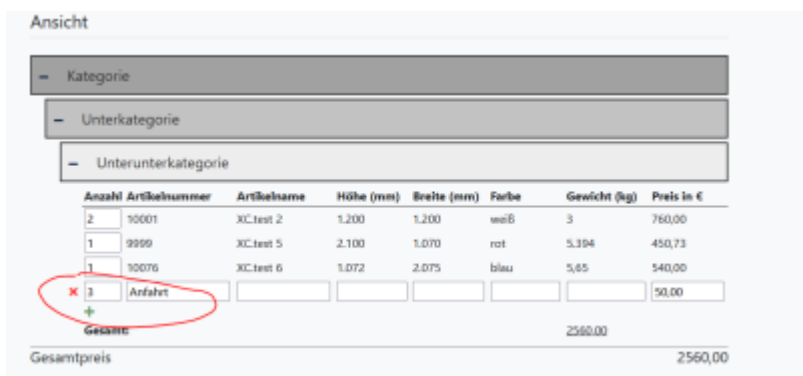 Ansicht
− Kategorie
− Unterkategorie
− Unterunterkategorie
Anzahl Artikelnummer Artikelname Höhe (mm) Breite (mm) Farbe Gewicht (kg) Preis in €
2 10001 XC.test 2 1.200 1.200 weiß 3 760,00
1 9999 XC.test 5 2.100 1.070 rot 5.394 450,73
1 10076 XC.test 6 1.072 2.075 blau 5,65 540,00
× 3 Anfahrt 50,00
+
Gesamt: 2560.00
Gesamtpreis 2560,00